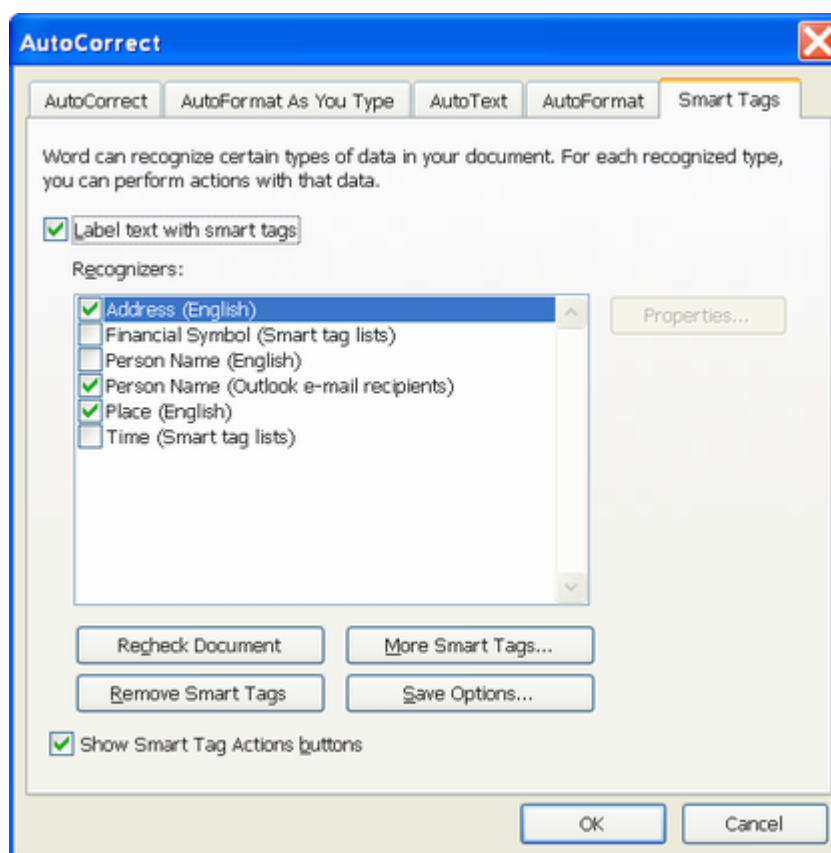 AutoCorrect
AutoCorrect AutoFormat As You Type AutoText AutoFormat Smart Tags
Word can recognize certain types of data in your document. For each recognized type,
you can perform actions with that data.
Label text with smart tags
Recognizers:
Address (English)
Properties...
Financial Symbol (Smart tag lists)
Person Name (English)
Person Name (Outlook e-mail recipients)
Place (English)
Time (Smart tag lists)
Recheck Document More Smart Tags...
Remove Smart Tags Save Options...
Show Smart Tag Actions buttons
OK Cancel